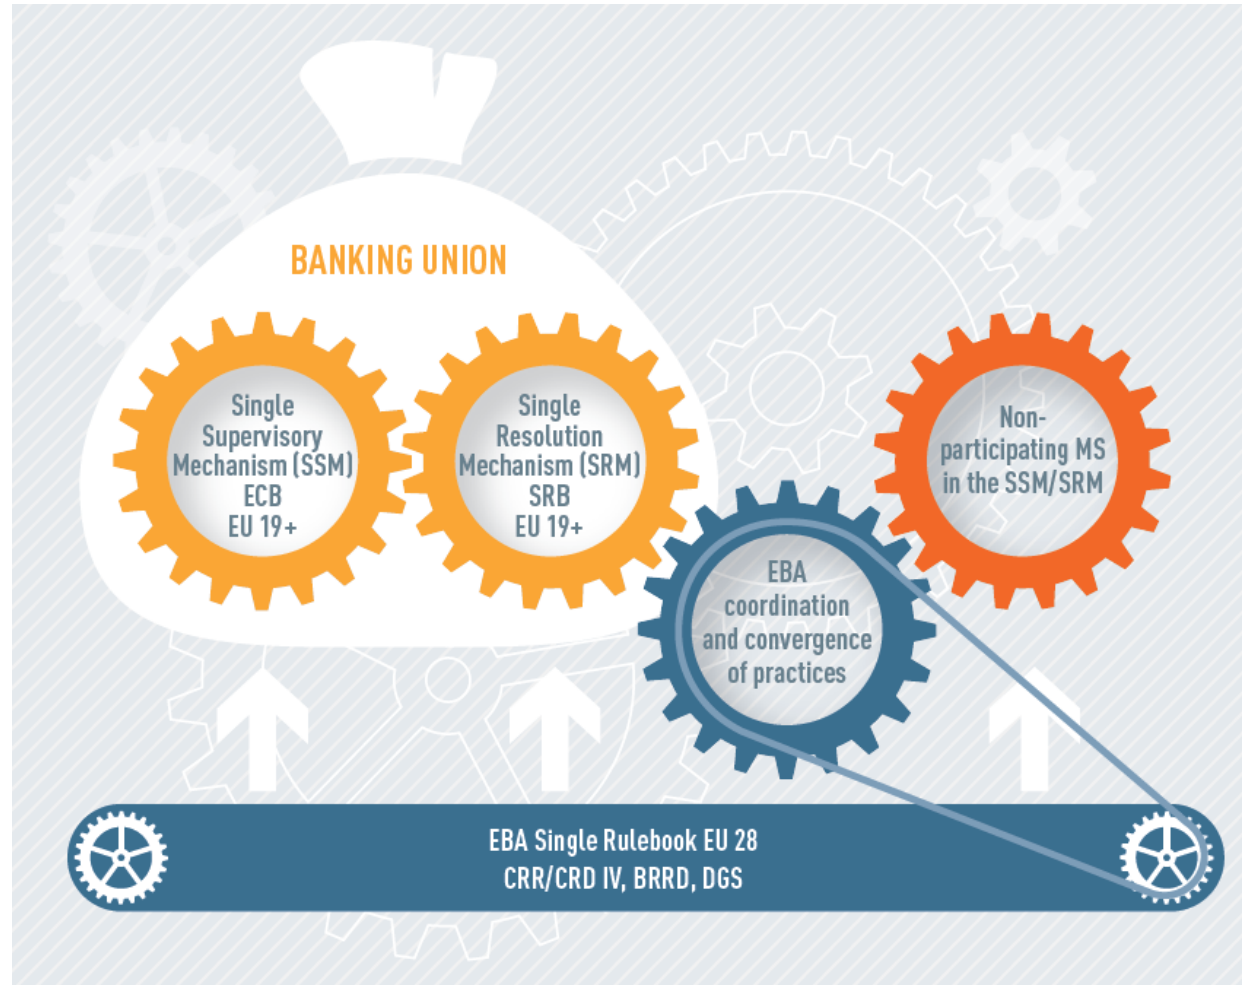 BANKING UNION
Single
Supervisory
Mechanism (SSM)
ECB
EU 19+
Single
Resolution
Mechanism (SRM)
SRB
EU 19+
Non-
participating MS
in the SSM/SRM
EBA
coordination
and convergence
of practices
EBA Single Rulebook EU 28
CRR/CRD IV, BRRD, DGS